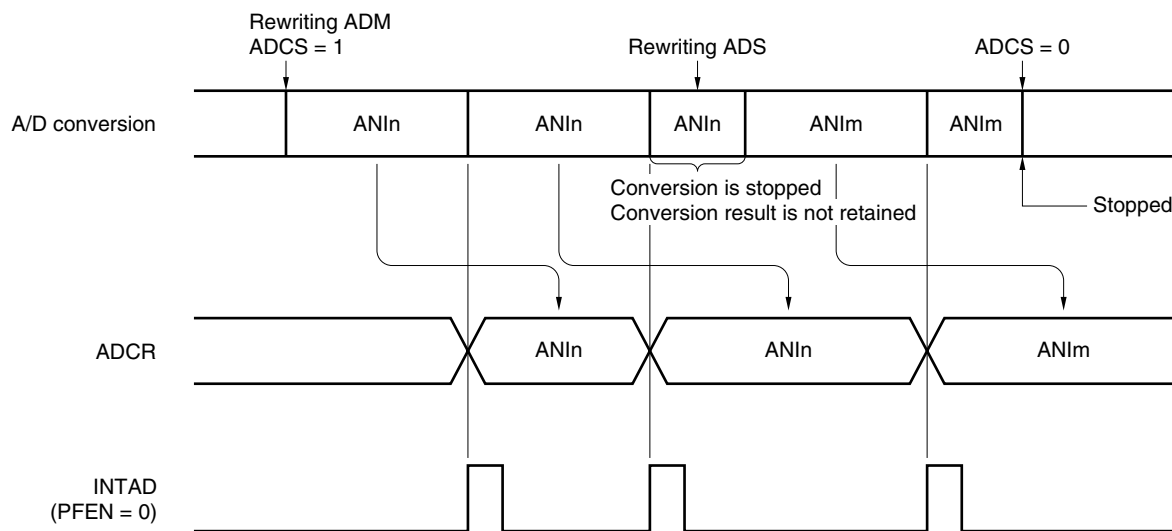 Rewriting ADM
ADCS = 1
Rewriting ADS
ADCS = 0
A/D conversion
ANIn
ANIn
ANIn
ANIm
ANIm
Conversion is stopped
Conversion result is not retained
Stopped
ADCR
ANIn
ANIn
ANIm
INTAD
(PFEN = 0)